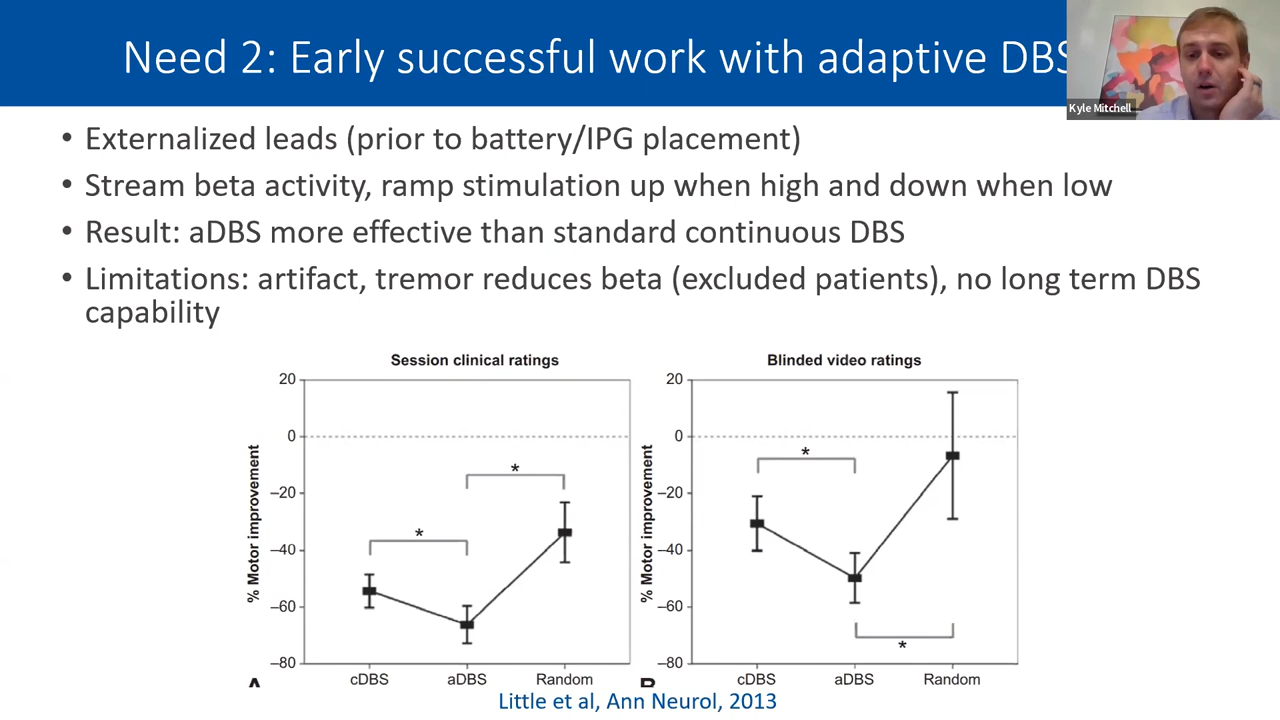 Need 2: Early successful work with adaptive DBS
Kyle Mitchell
• Externalized leads (prior to battery/IPG placement)
• Stream beta activity, ramp stimulation up when high and down when low
• Result: aDBS more effective than standard continuous DBS
• Limitations: artifact, tremor reduces beta (excluded patients), no long term DBS
capability
Session clinical ratings
% Motor improvement
20
0
–20
–40
–60
–80
*
*
cDBS aDBS Random
A
Blinded video ratings
% Motor improvement
20
0
–20
–40
–60
–80
*
*
cDBS aDBS Random
B
Little et al, Ann Neurol, 2013